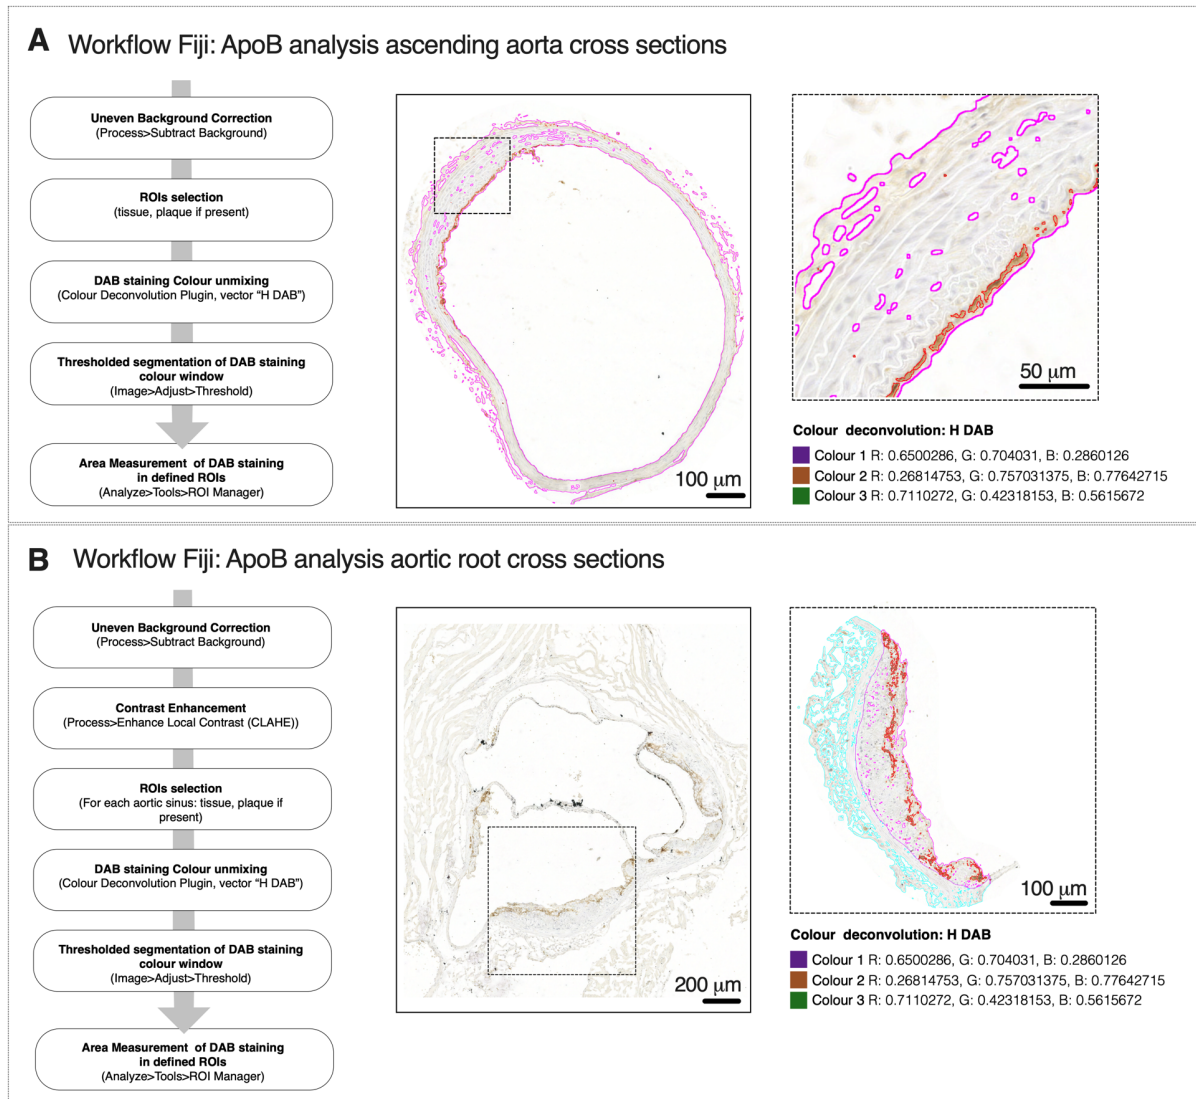 A Workflow Fiji: ApoB analysis ascending aorta cross sections
Uneven Background Correction
(Process>Subtract Background)
ROIs selection
(tissue, plaque if present)
DAB staining Colour unmixing
(Colour Deconvolution Plugin, vector “H DAB”)
Thresholded segmentation of DAB staining
colour window
(Image>Adjust>Threshold)
Area Measurement of DAB staining
in defined ROIs
(Analyze>Tools>ROI Manager)
100 μm
50 μm
Colour deconvolution: H DAB
Colour 1 R: 0.6500286, G: 0.704031, B: 0.2860126
Colour 2 R: 0.26814753, G: 0.757031375, B: 0.77642715
Colour 3 R: 0.7110272, G: 0.42318153, B: 0.5615672
B Workflow Fiji: ApoB analysis aortic root cross sections
Uneven Background Correction
(Process>Subtract Background)
Contrast Enhancement
(Process>Enhance Local Contrast (CLAHE))
ROIs selection
(For each aortic sinus: tissue, plaque if
present)
DAB staining Colour unmixing
(Colour Deconvolution Plugin, vector “H DAB”)
Thresholded segmentation of DAB staining
colour window
(Image>Adjust>Threshold)
Area Measurement of DAB staining
in defined ROIs
(Analyze>Tools>ROI Manager)
200 μm
100 μm
Colour deconvolution: H DAB
Colour 1 R: 0.6500286, G: 0.704031, B: 0.2860126
Colour 2 R: 0.26814753, G: 0.757031375, B: 0.77642715
Colour 3 R: 0.7110272, G: 0.42318153, B: 0.5615672